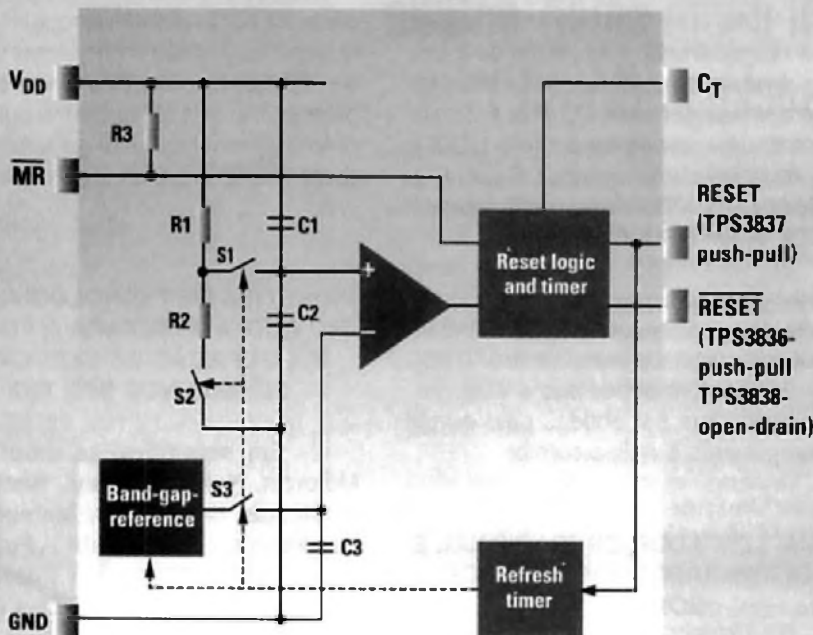 VDD
CT
R3
MR
RESET
(TPS3837
push-pull)
R1
C1
S1
Reset logic
and timer
R2
C2
RESET
(TPS3836-
push-pull
TPS3838-
open-drain)
S2
Band-gap-
reference
S3
C3
Refresh
timer
GND
+
−